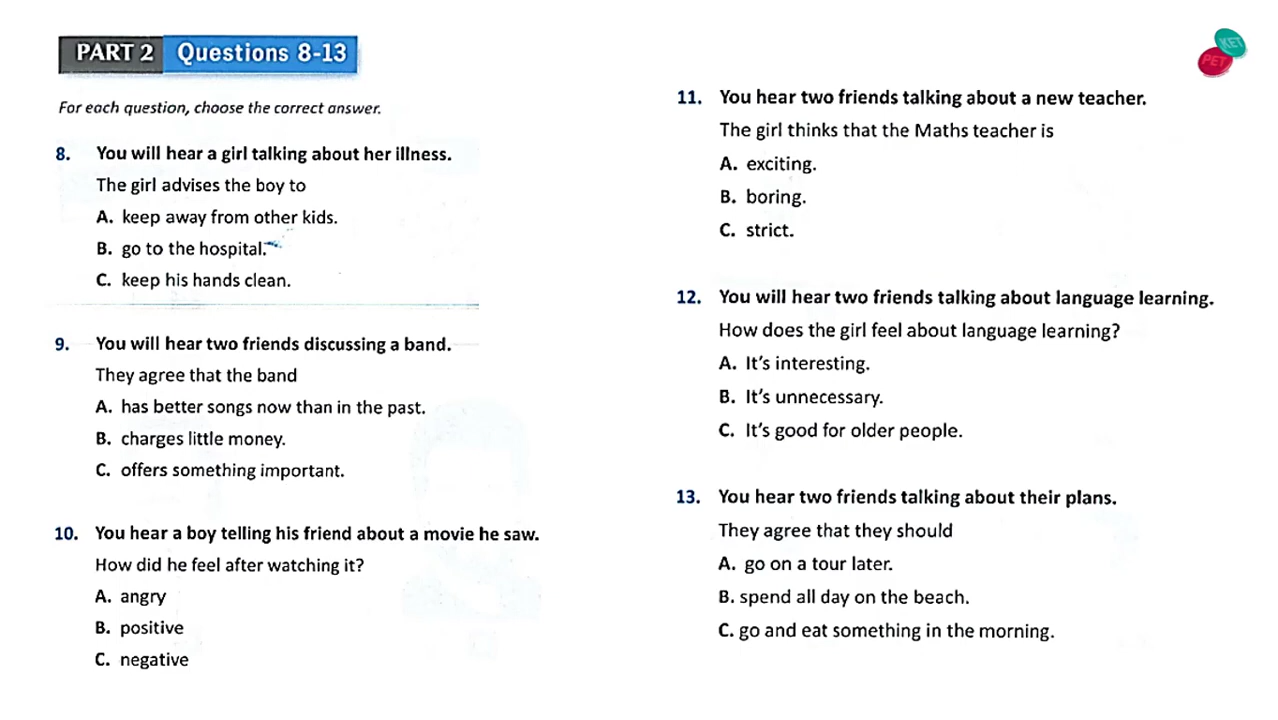 PART 2 Questions 8-13
For each question, choose the correct answer.
8. You will hear a girl talking about her illness.
The girl advises the boy to
A. keep away from other kids.
B. go to the hospital.
C. keep his hands clean.
9. You will hear two friends discussing a band.
They agree that the band
A. has better songs now than in the past.
B. charges little money.
C. offers something important.
10. You hear a boy telling his friend about a movie he saw.
How did he feel after watching it?
A. angry
B. positive
C. negative
KET
PET
11. You hear two friends talking about a new teacher.
The girl thinks that the Maths teacher is
A. exciting.
B. boring.
C. strict.
12. You will hear two friends talking about language learning.
How does the girl feel about language learning?
A. It's interesting.
B. It's unnecessary.
C. It's good for older people.
13. You hear two friends talking about their plans.
They agree that they should
A. go on a tour later.
B. spend all day on the beach.
C. go and eat something in the morning.